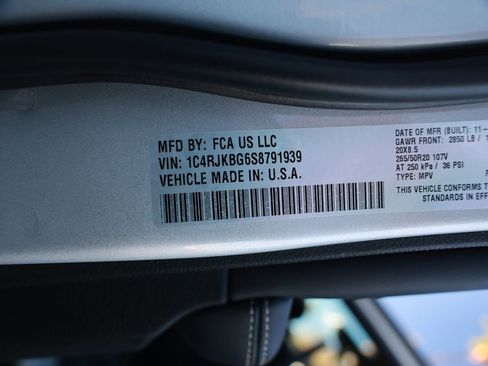 MFD BY: FCA US LLC
VIN: 1C4RJKBG6S8791939
VEHICLE MADE IN: U.S.A.
DATE OF MFR (BUILT): 11-
GAWR FRONT: 2850 LB /
20X8.5
265/50R20 107V
AT 250 kPa / 36 PSI
TYPE: MPV
THIS VEHICLE CONFORMS
STANDARDS IN